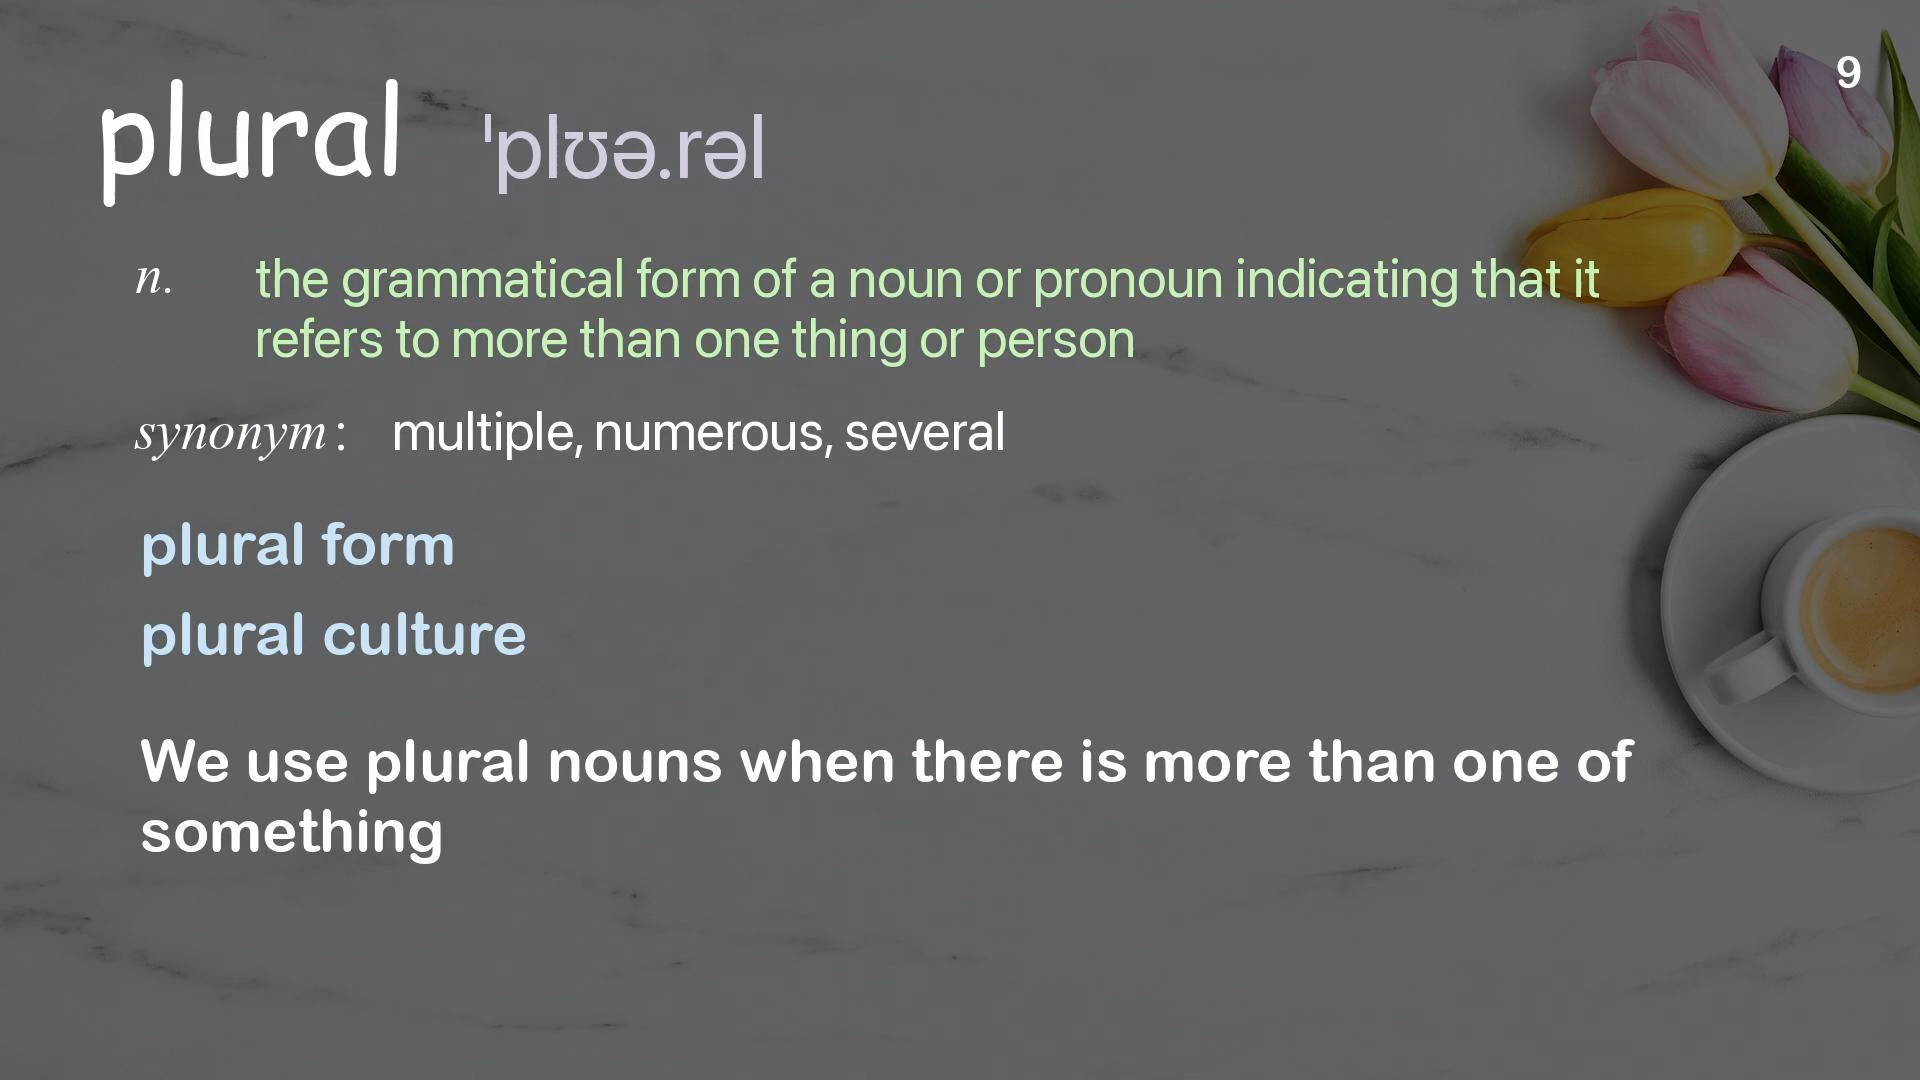 9
plural ˈplʊə.rəl
n. the grammatical form of a noun or pronoun indicating that it
refers to more than one thing or person
synonym: multiple, numerous, several
plural form
plural culture
We use plural nouns when there is more than one of
something